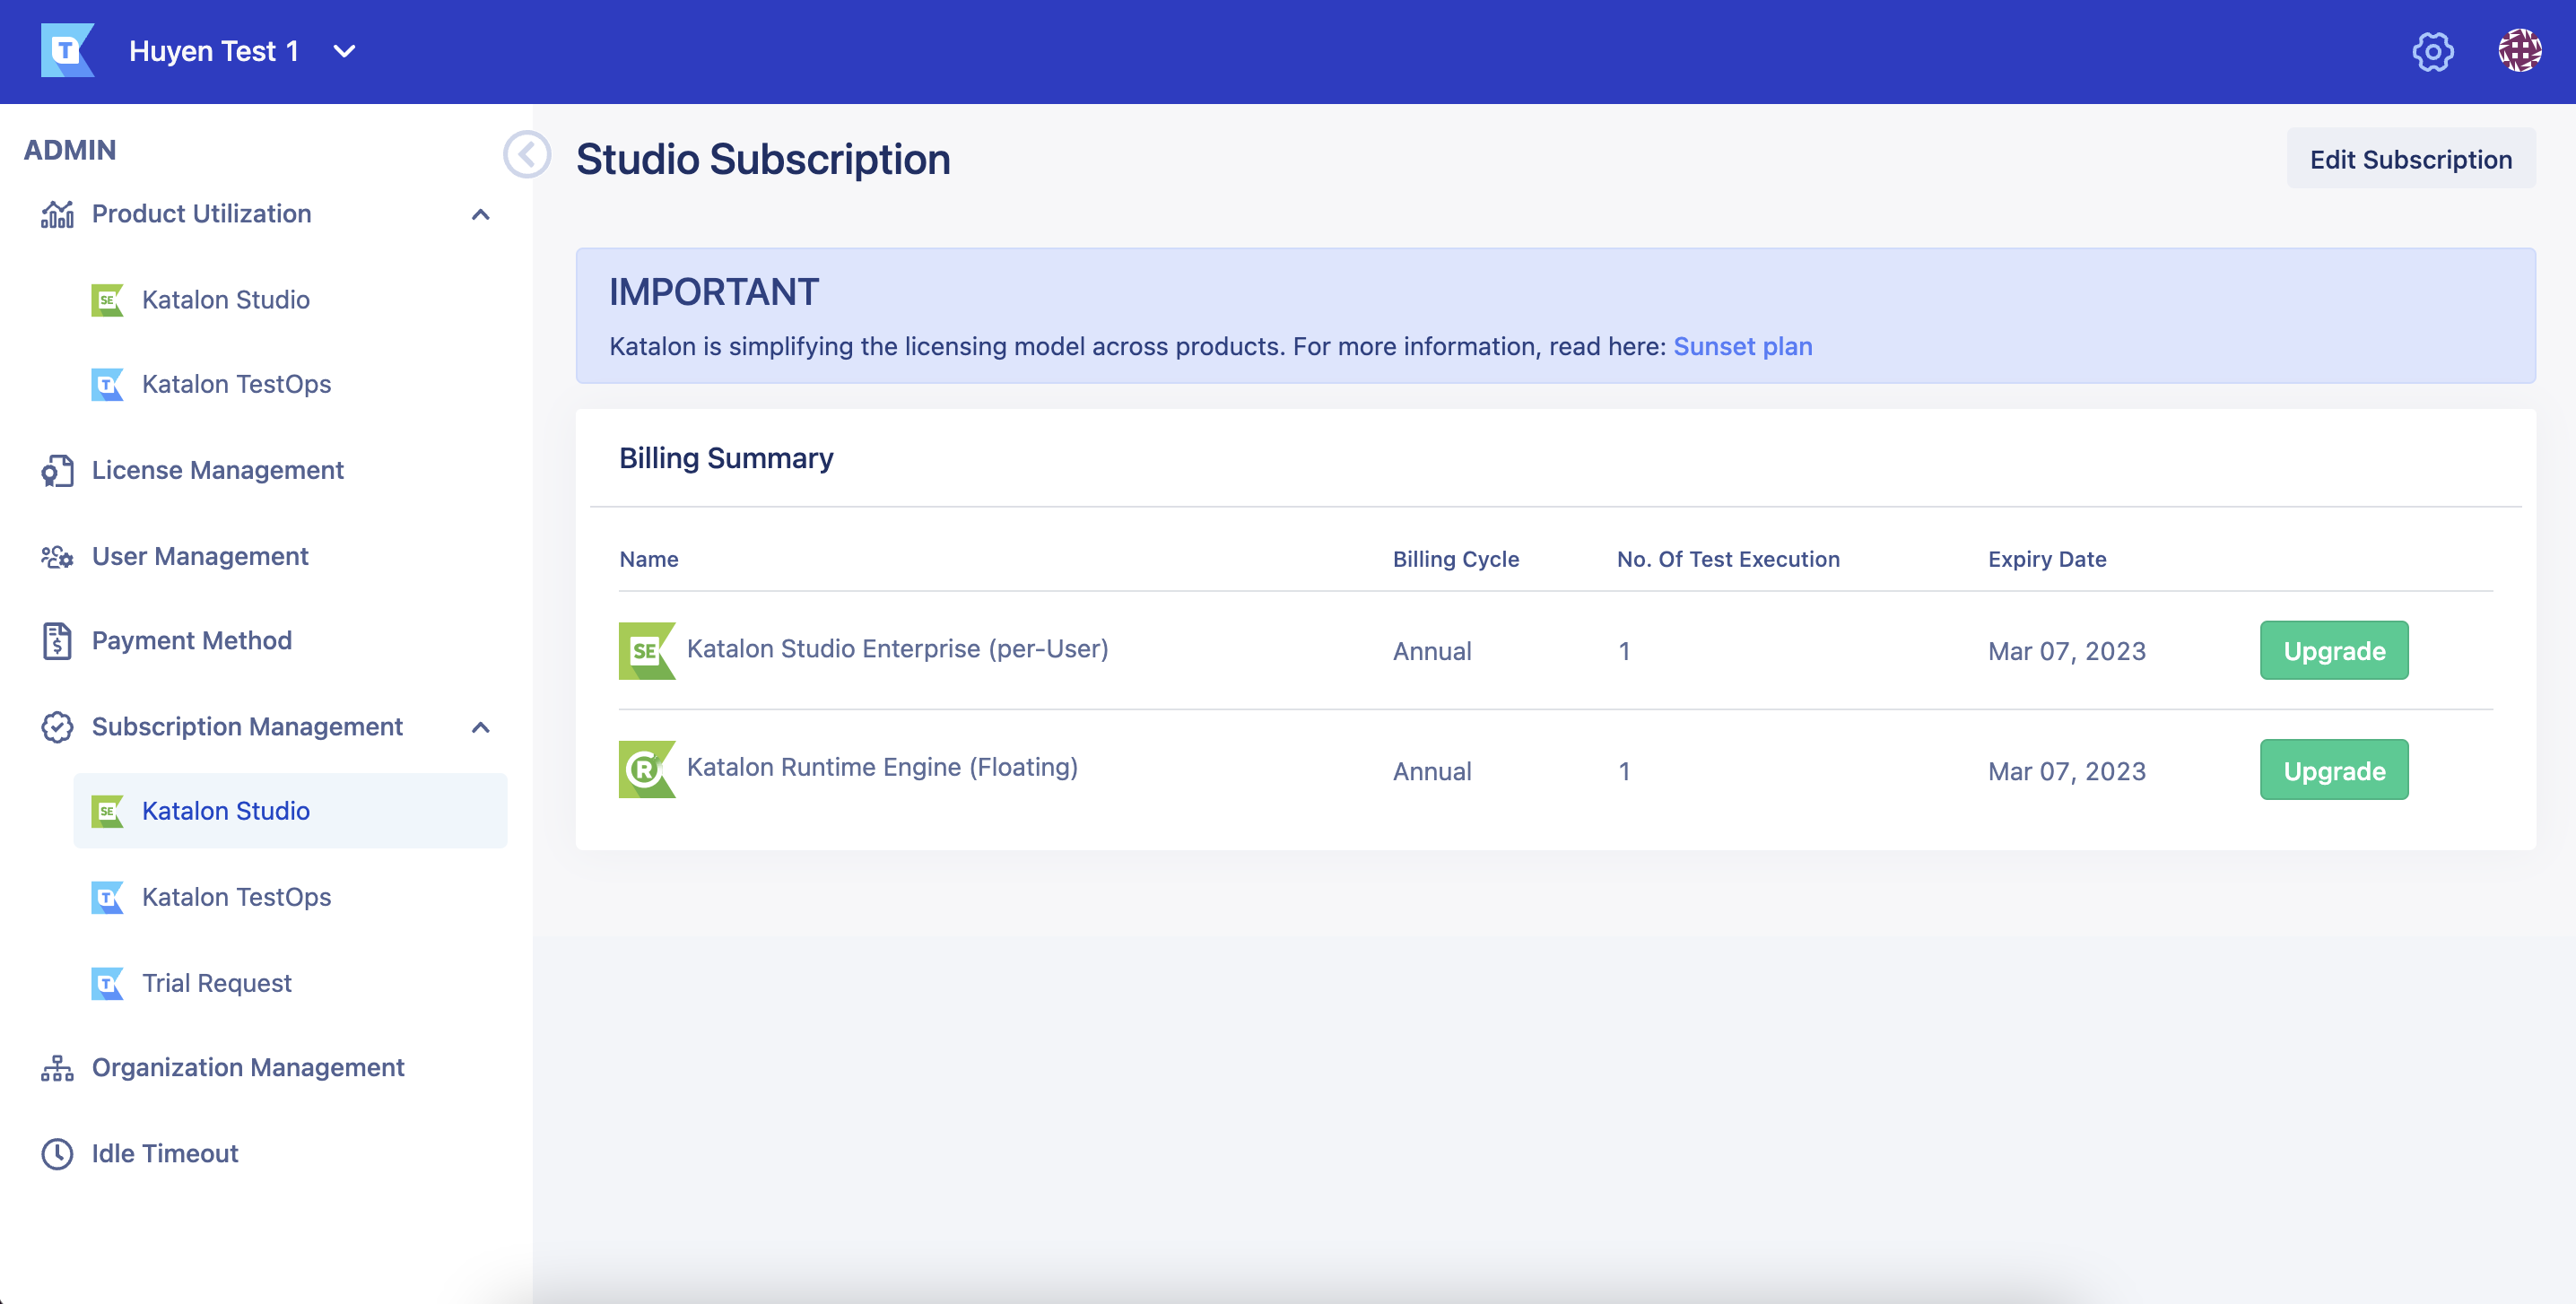 T
Huyen Test 1
ADMIN
Product Utilization
SE Katalon Studio
T Katalon TestOps
License Management
User Management
$ Payment Method
Subscription Management
SE Katalon Studio
T Katalon TestOps
T Trial Request
Organization Management
Idle Timeout
Studio Subscription
Edit Subscription
IMPORTANT
Katalon is simplifying the licensing model across products. For more information, read here: Sunset plan
Billing Summary
Name Billing Cycle No. Of Test Execution Expiry Date
SE Katalon Studio Enterprise (per-User) Annual 1 Mar 07, 2023 Upgrade
R Katalon Runtime Engine (Floating) Annual 1 Mar 07, 2023 Upgrade